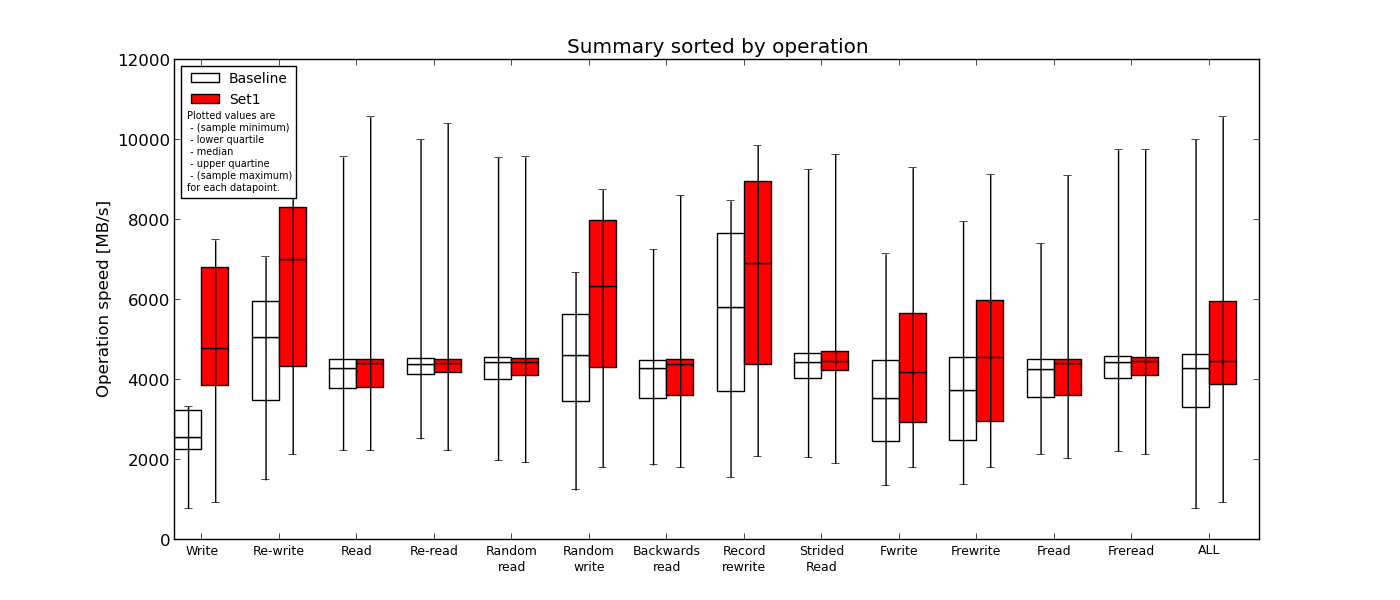 Summary sorted by operation
12000
10000
8000
6000
4000
2000
0
Operation speed [MB/s]
Baseline
Set1
Plotted values are
- (sample minimum)
- lower quartile
- median
- upper quartine
- (sample maximum)
for each datapoint.
Write
Re-write
Read
Re-read
Random
read
Random
write
Backwards
read
Record
rewrite
Strided
Read
Fwrite
Frewrite
Fread
Freread
ALL